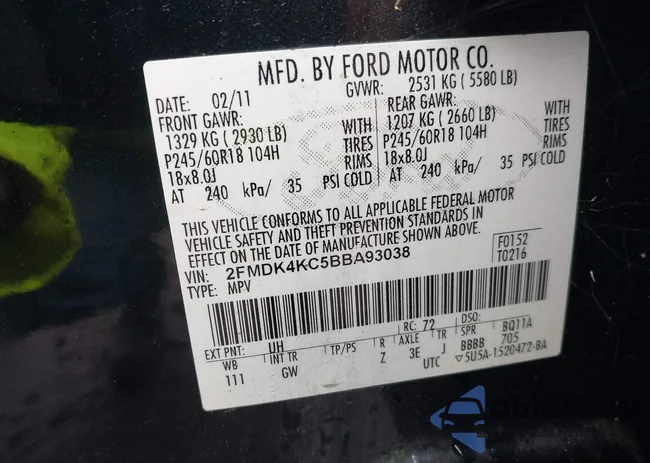 MFD. BY FORD MOTOR CO.
DATE: 02/11 GVWR: 2531 KG ( 5580 LB)
FRONT GAWR: REAR GAWR:
1329 KG ( 2930 LB) WITH 1207 KG ( 2660 LB) WITH
P245/60R18 104H TIRES P245/60R18 104H TIRES
18x8.0J RIMS 18x8.0J RIMS
AT 240 kPa/ 35 PSI COLD AT 240 kPa/ 35 PSI COLD
THIS VEHICLE CONFORMS TO ALL APPLICABLE FEDERAL MOTOR
VEHICLE SAFETY AND THEFT PREVENTION STANDARDS IN
EFFECT ON THE DATE OF MANUFACTURE SHOWN ABOVE.
VIN: 2FMDK4KC5BBA93038 F0152
TYPE: MPV T0216
EXT PNT: UH RC: 72 DSO:
WB INT TR TP/PS R AXLE TR SPR BQ11A
111 GW Z 3E J BBBB 705
UTC ▽5U5A-1520472-BA